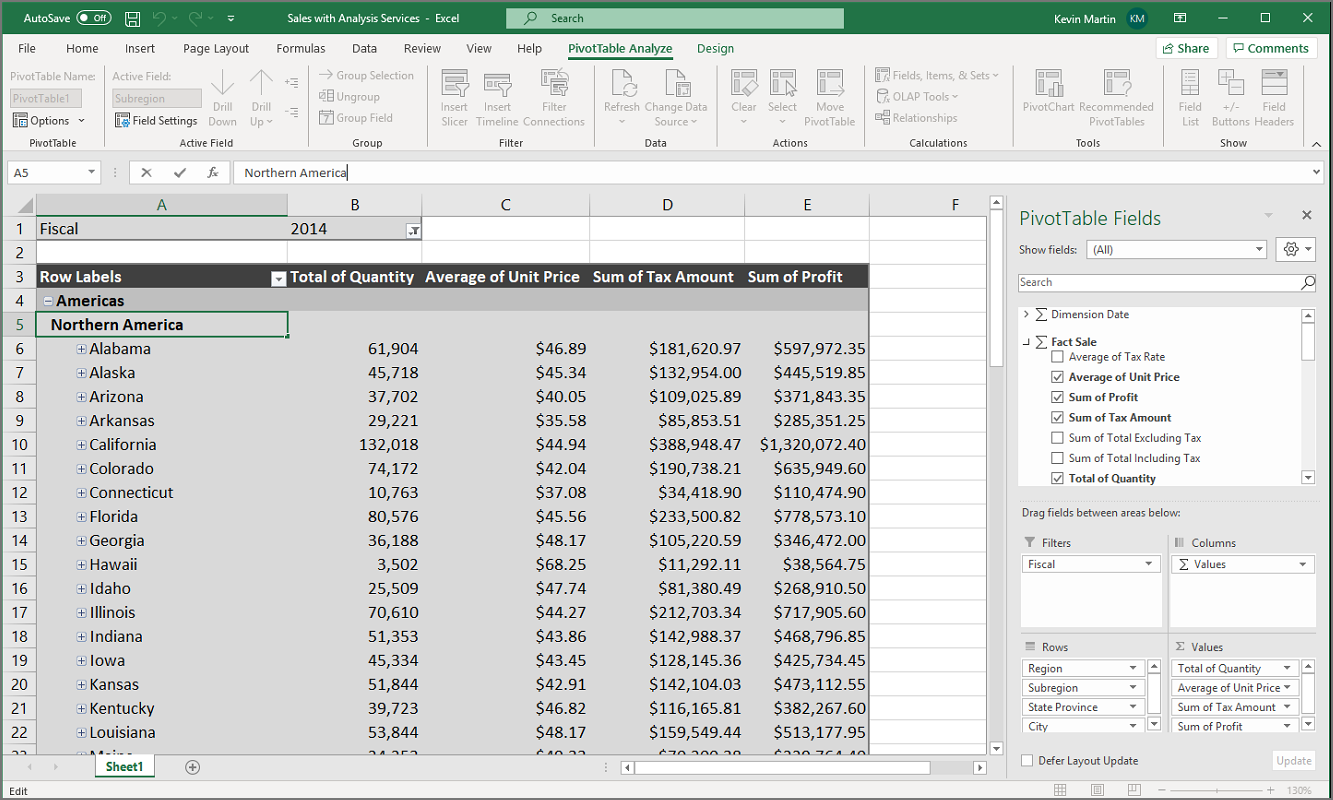 AutoSave Off Sales with Analysis Services - Excel Search Kevin Martin KM
File Home Insert Page Layout Formulas Data Review View Help PivotTable Analyze Design Share Comments
PivotTable Name:
PivotTable1
Options
PivotTable
Active Field:
Subregion
Field Settings
Drill Down
Drill Up
Active Field
Group Selection
Ungroup
Group Field
Group
Insert Slicer
Insert Timeline
Filter Connections
Filter
Refresh
Change Data Source
Data
Clear
Select
Move PivotTable
Actions
Fields, Items, & Sets
OLAP Tools
Relationships
Calculations
PivotChart
Recommended PivotTables
Tools
Field List
+/- Buttons
Field Headers
Show
A5 fx Northern America
A B C D E F
1 Fiscal 2014
2
3 Row Labels Total of Quantity Average of Unit Price Sum of Tax Amount Sum of Profit
4 Americas
5 Northern America
6 Alabama 61,904 $46.89 $181,620.97 $597,972.35
7 Alaska 45,718 $45.34 $132,954.00 $445,519.85
8 Arizona 37,702 $40.05 $109,025.89 $371,843.35
9 Arkansas 29,221 $35.58 $85,853.51 $285,351.25
10 California 132,018 $44.94 $388,948.47 $1,320,072.40
11 Colorado 74,172 $42.04 $190,738.21 $635,949.60
12 Connecticut 10,763 $37.08 $34,418.90 $110,474.90
13 Florida 80,576 $45.56 $233,500.82 $778,573.10
14 Georgia 36,188 $48.17 $105,220.59 $346,472.00
15 Hawaii 3,502 $68.25 $11,292.11 $38,564.75
16 Idaho 25,509 $47.74 $81,380.49 $268,910.50
17 Illinois 70,610 $44.27 $212,703.34 $717,905.60
18 Indiana 51,353 $43.86 $142,988.37 $468,796.85
19 Iowa 45,334 $43.45 $128,145.36 $425,734.45
20 Kansas 51,844 $42.91 $142,104.03 $473,112.55
21 Kentucky 39,723 $46.82 $116,165.81 $382,267.60
22 Louisiana 53,844 $48.17 $159,549.44 $513,177.95
PivotTable Fields
Show fields: (All)
Search
Σ Dimension Date
Σ Fact Sale
Average of Tax Rate
Average of Unit Price
Sum of Profit
Sum of Tax Amount
Sum of Total Excluding Tax
Sum of Total Including Tax
Total of Quantity
Drag fields between areas below:
Filters
Fiscal
Columns
Σ Values
Rows
Region
Subregion
State Province
City
Σ Values
Total of Quantity
Average of Unit Price
Sum of Tax Amount
Sum of Profit
Defer Layout Update Update
Sheet1
Edit 130%